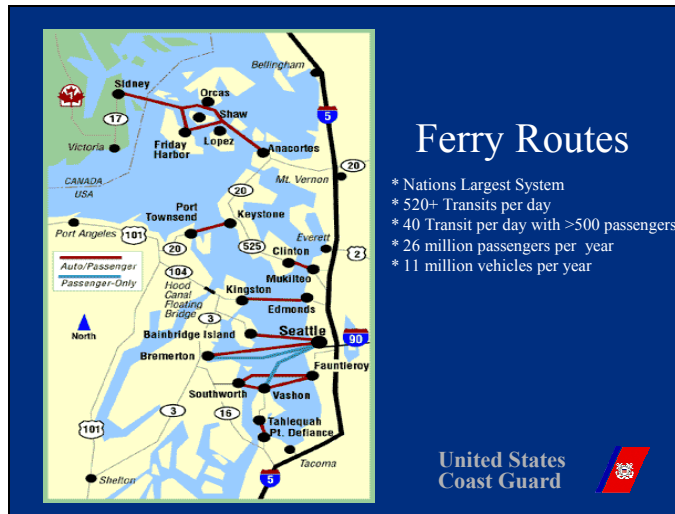 Bellingham
Sidney
Orcas
Shaw
5
17
Victoria
Friday
Harbor
Lopez
Anacortes
20
CANADA
USA
Mt. Vernon
20
Port
Townsend
Keystone
Port Angeles
101
20
525
Everett
2
Clinton
Mukilteo
Auto/Passenger
Passenger-Only
104
Hood
Canal
Floating
Bridge
Kingston
Edmonds
3
North
Bainbridge Island
Seattle
90
Bremerton
Fauntleroy
Southworth
Vashon
3
16
101
Tahlequah
Pt. Defiance
Tacoma
Shelton
5
Ferry Routes
* Nations Largest System
* 520+ Transits per day
* 40 Transit per day with >500 passengers
* 26 million passengers per year
* 11 million vehicles per year
United States
Coast Guard